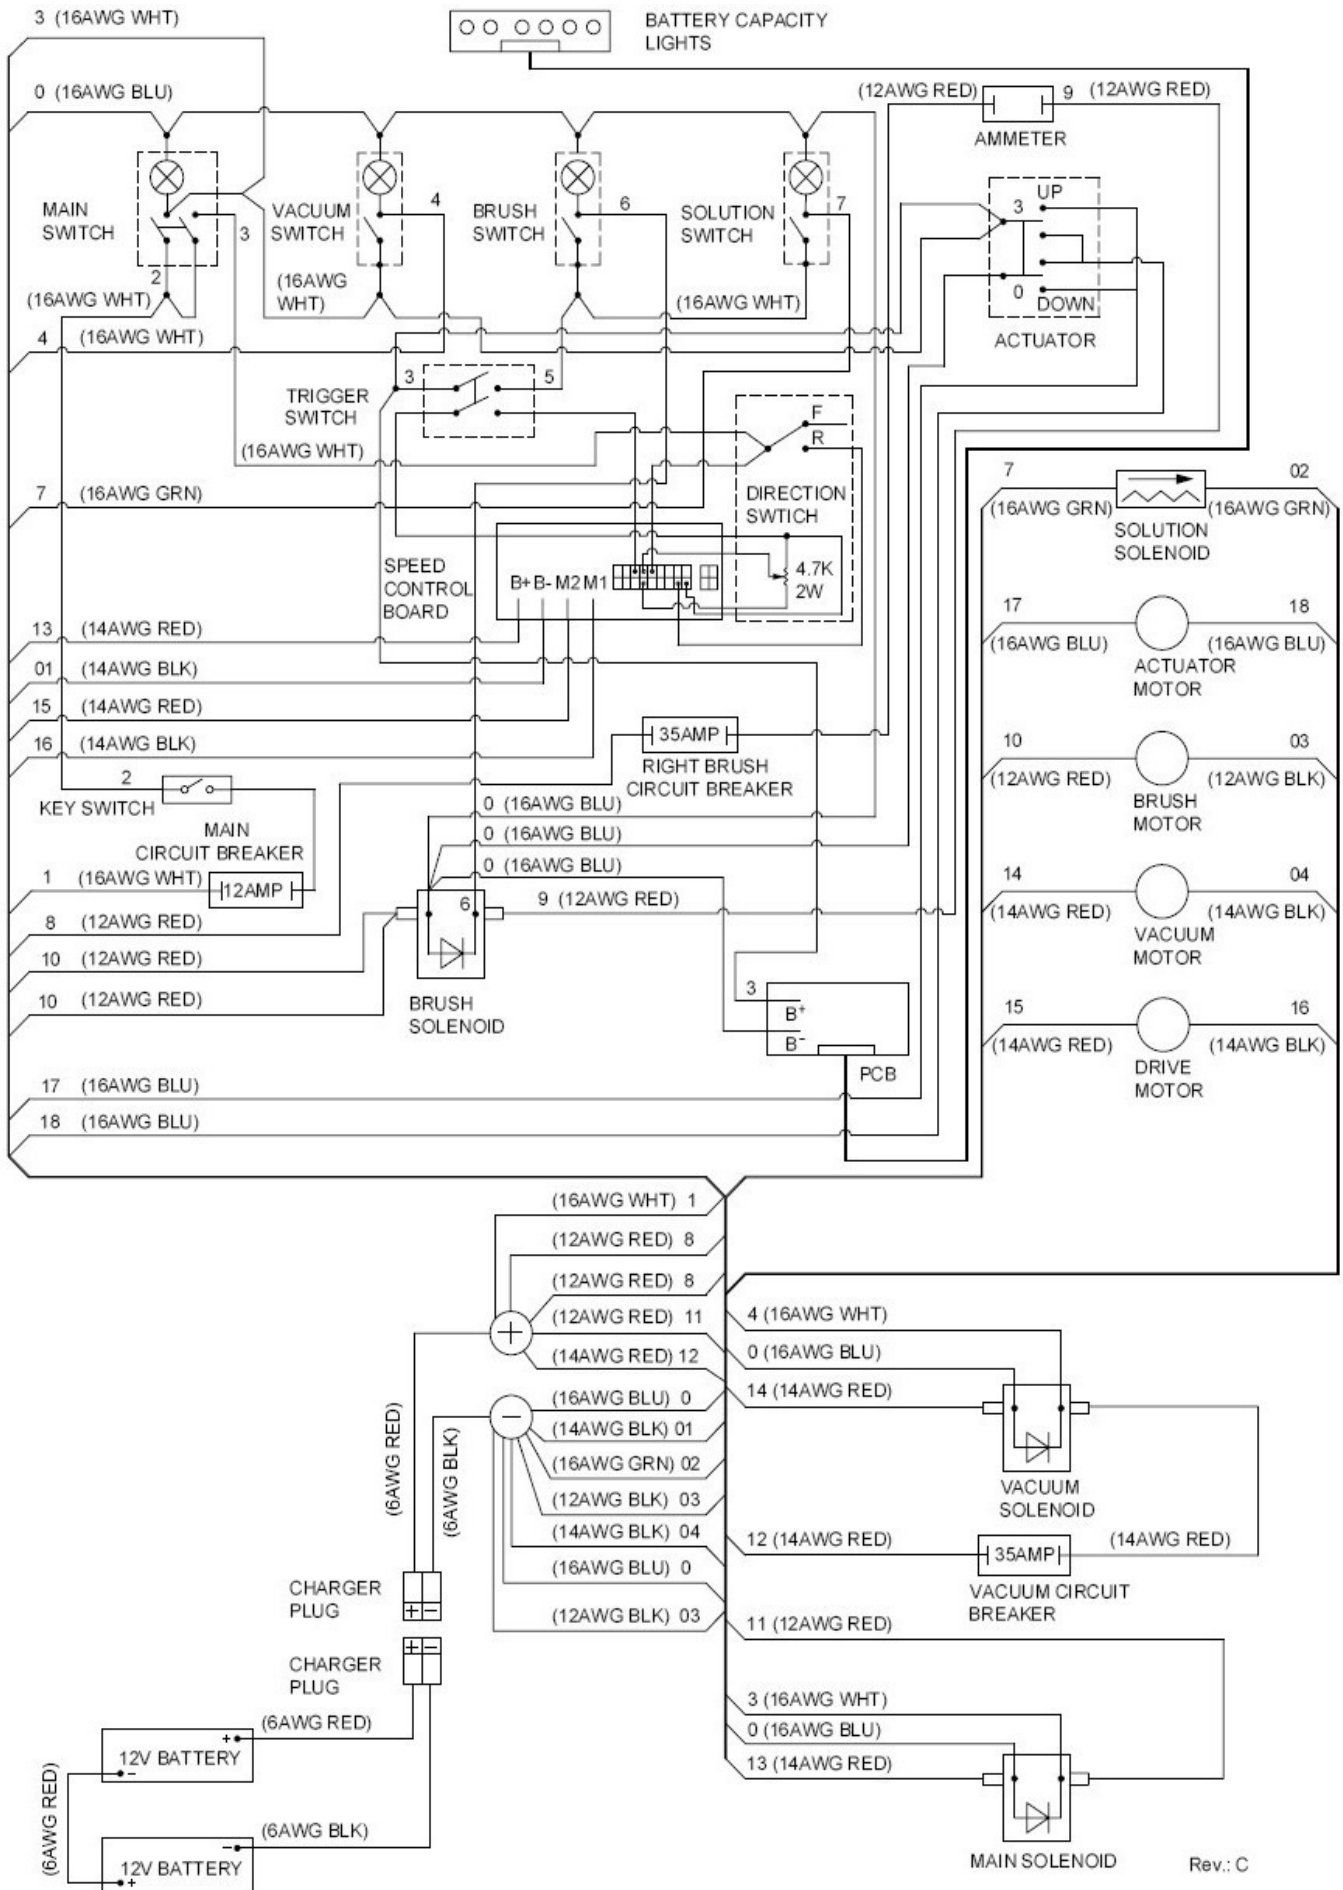 3 (16AWG WHT)
BATTERY CAPACITY
LIGHTS
0 (16AWG BLU)
(12AWG RED)
9 (12AWG RED)
AMMETER
MAIN
SWITCH
3
2
VACUUM
SWITCH
4
BRUSH
SWITCH
6
SOLUTION
SWITCH
7
3
UP
0
DOWN
ACTUATOR
(16AWG WHT)
(16AWG
WHT)
(16AWG WHT)
4 (16AWG WHT)
TRIGGER
SWITCH
3
5
(16AWG WHT)
F
R
DIRECTION
SWTICH
4.7K
2W
7 (16AWG GRN)
SPEED
CONTROL
BOARD
B+ B- M2 M1
13 (14AWG RED)
01 (14AWG BLK)
15 (14AWG RED)
16 (14AWG BLK)
35AMP
RIGHT BRUSH
CIRCUIT BREAKER
2
KEY SWITCH
MAIN
CIRCUIT BREAKER
12AMP
0 (16AWG BLU)
0 (16AWG BLU)
0 (16AWG BLU)
1 (16AWG WHT)
8 (12AWG RED)
10 (12AWG RED)
10 (12AWG RED)
6
9 (12AWG RED)
BRUSH
SOLENOID
3
B+
B-
PCB
17 (16AWG BLU)
18 (16AWG BLU)
7
(16AWG GRN)
02
(16AWG GRN)
SOLUTION
SOLENOID
17
(16AWG BLU)
18
(16AWG BLU)
ACTUATOR
MOTOR
10
(12AWG RED)
03
(12AWG BLK)
BRUSH
MOTOR
14
(14AWG RED)
04
(14AWG BLK)
VACUUM
MOTOR
15
(14AWG RED)
16
(14AWG BLK)
DRIVE
MOTOR
(16AWG WHT) 1
(12AWG RED) 8
(12AWG RED) 8
(12AWG RED) 11
(14AWG RED) 12
+
(16AWG BLU) 0
(14AWG BLK) 01
(16AWG GRN) 02
(12AWG BLK) 03
(14AWG BLK) 04
(16AWG BLU) 0
(12AWG BLK) 03
−
(6AWG RED)
(6AWG BLK)
CHARGER
PLUG
+ −
+ −
CHARGER
PLUG
4 (16AWG WHT)
0 (16AWG BLU)
14 (14AWG RED)
VACUUM
SOLENOID
12 (14AWG RED)
35AMP
(14AWG RED)
VACUUM CIRCUIT
BREAKER
11 (12AWG RED)
3 (16AWG WHT)
0 (16AWG BLU)
13 (14AWG RED)
MAIN SOLENOID
(6AWG RED)
+
12V BATTERY
-
(6AWG RED)
(6AWG BLK)
−
12V BATTERY
+
Rev.: C